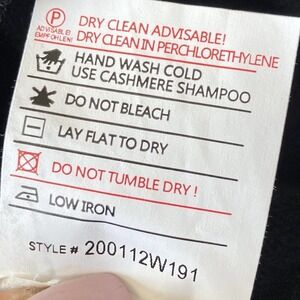 P
DRY CLEAN ADVISABLE!
ADVISABLE!
EMPFOHLEN!
DRY CLEAN IN PERCHLORETHYLENE
HAND WASH COLD
USE CASHMERE SHAMPOO
DO NOT BLEACH
LAY FLAT TO DRY
DO NOT TUMBLE DRY !
LOW IRON
STYLE # 200112W191